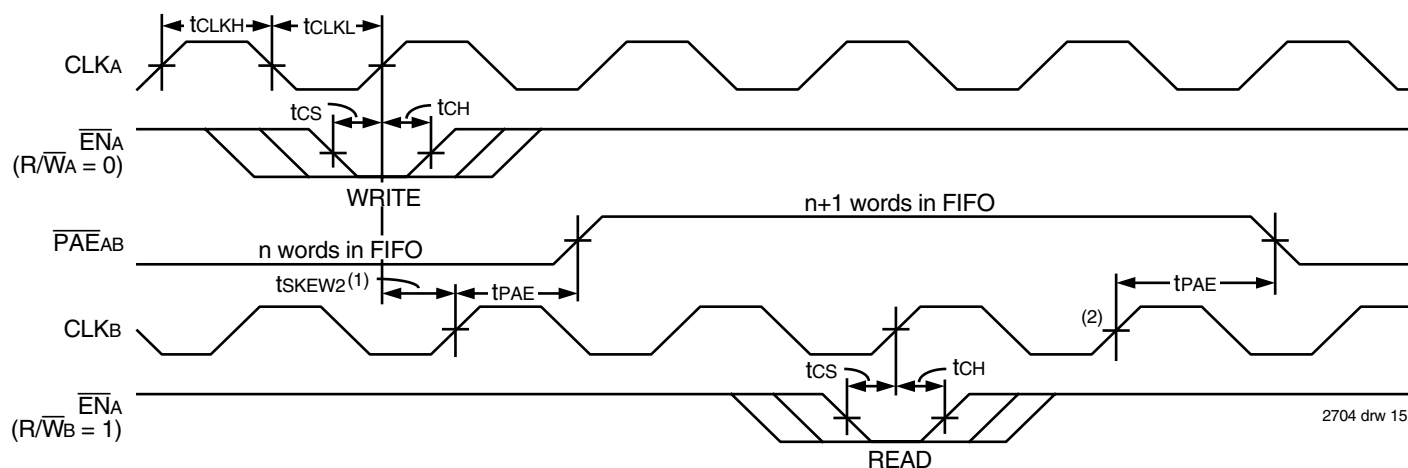 tCLKH tCLKL
CLKA
tCS tCH
ENA
(R/WA = 0)
WRITE
n+1 words in FIFO
PAEAB
n words in FIFO
tSKEW2(1) tPAE tPAE
CLKB
(2)
tCS tCH
ENA
(R/WB = 1)
2704 drw 15
READ